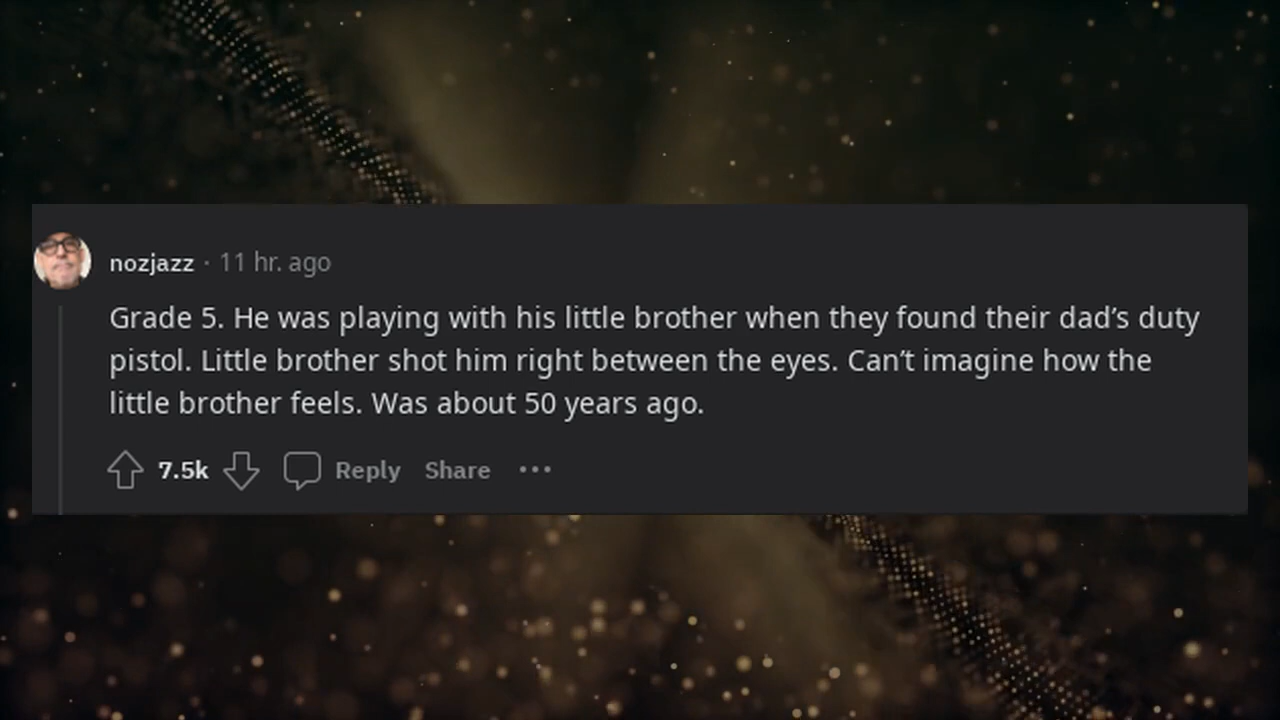 nozjazz · 11 hr. ago
Grade 5. He was playing with his little brother when they found their dad’s duty
pistol. Little brother shot him right between the eyes. Can’t imagine how the
little brother feels. Was about 50 years ago.
7.5k Reply Share •••